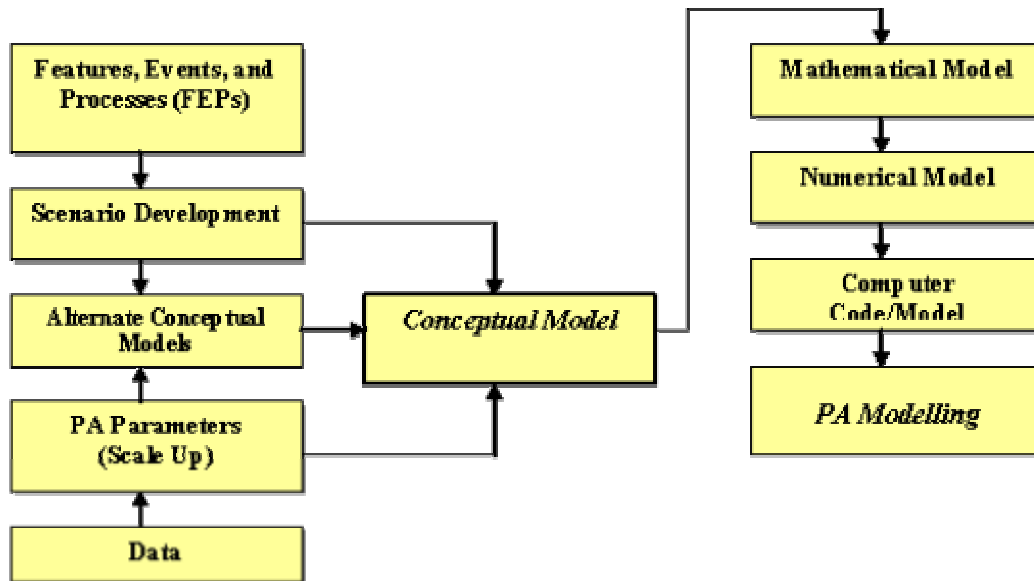 Features, Events, and
Processes (FEPs)
Scenario Development
Alternate Conceptual
Models
PA Parameters
(Scale Up)
Data
Conceptual Model
Mathematical Model
Numerical Model
Computer
Code/Model
PA Modelling